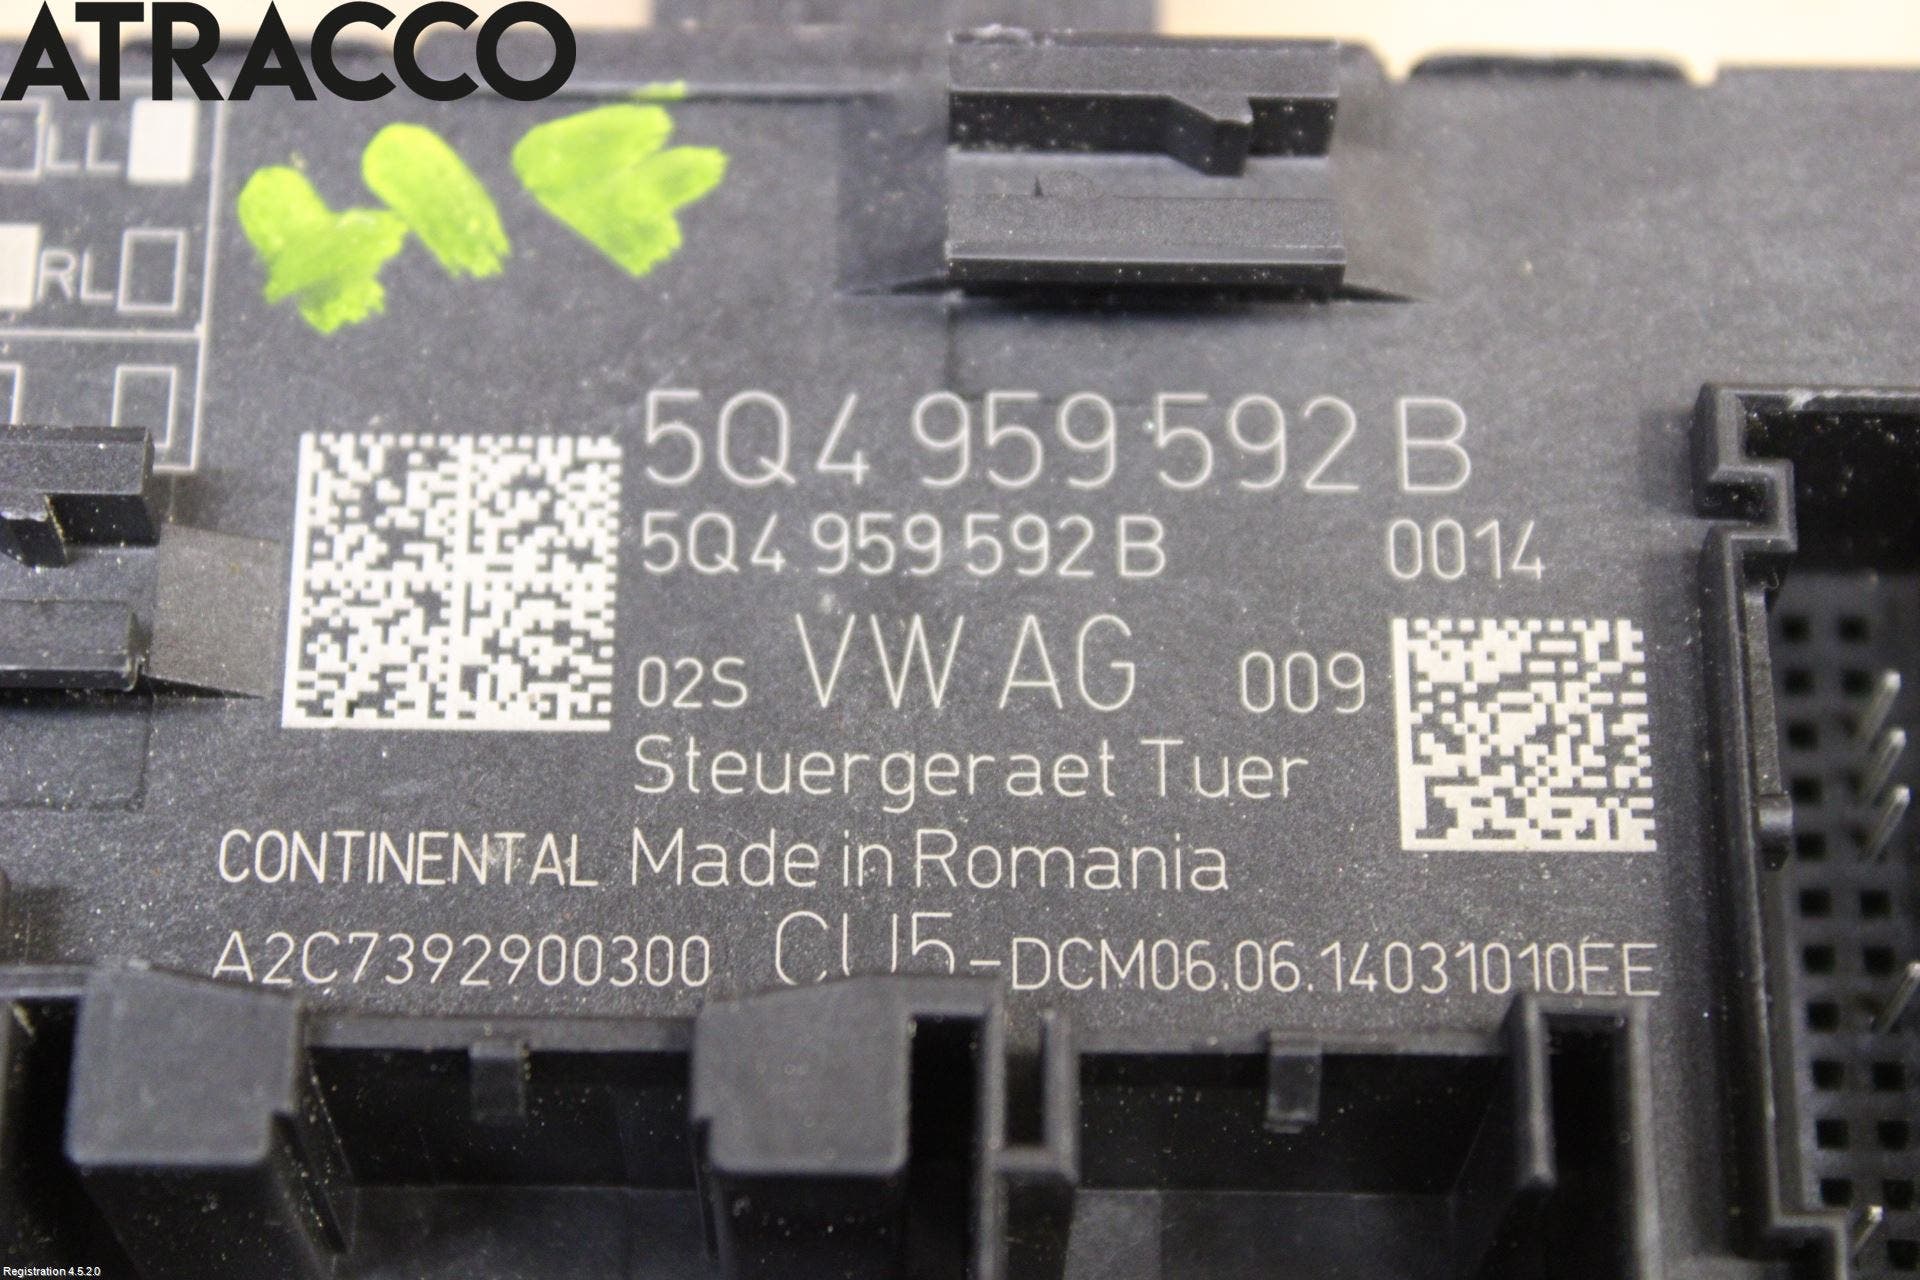 ATRACCO
FL
RL
5Q4 959 592 B
5Q4 959 592 B 0014
02S VW AG 009
Steuergeraet Tuer
CONTINENTAL Made in Romania
A2C7392900300 CU5-DCM06.06.14031010EE
Registration 4.5.2.0